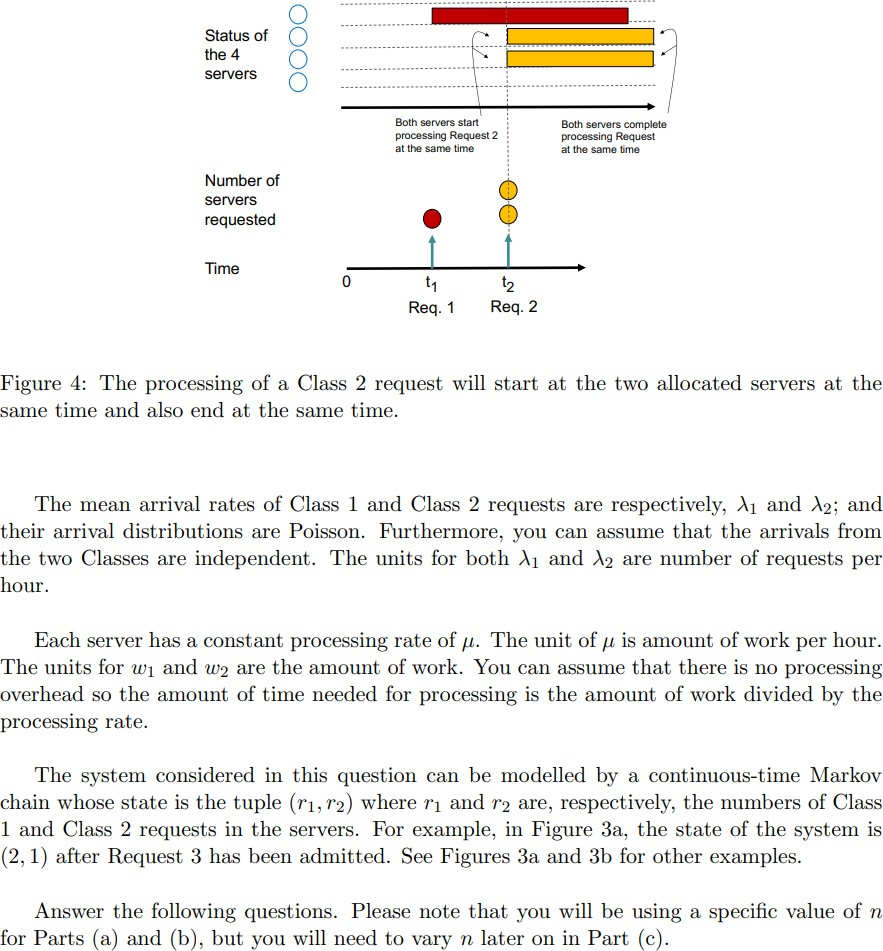 Status of
the 4
servers
Both servers start
processing Request 2
at the same time
Both servers complete
processing Request
at the same time
Number of
servers
requested
Time
0
t1
t2
Req. 1
Req. 2
Figure 4: The processing of a Class 2 request will start at the two allocated servers at the
same time and also end at the same time.
The mean arrival rates of Class 1 and Class 2 requests are respectively, λ1 and λ2; and
their arrival distributions are Poisson. Furthermore, you can assume that the arrivals from
the two Classes are independent. The units for both λ1 and λ2 are number of requests per
hour.
Each server has a constant processing rate of μ. The unit of μ is amount of work per hour.
The units for w1 and w2 are the amount of work. You can assume that there is no processing
overhead so the amount of time needed for processing is the amount of work divided by the
processing rate.
The system considered in this question can be modelled by a continuous-time Markov
chain whose state is the tuple (r1, r2) where r1 and r2 are, respectively, the numbers of Class
1 and Class 2 requests in the servers. For example, in Figure 3a, the state of the system is
(2, 1) after Request 3 has been admitted. See Figures 3a and 3b for other examples.
Answer the following questions. Please note that you will be using a specific value of n
for Parts (a) and (b), but you will need to vary n later on in Part (c).